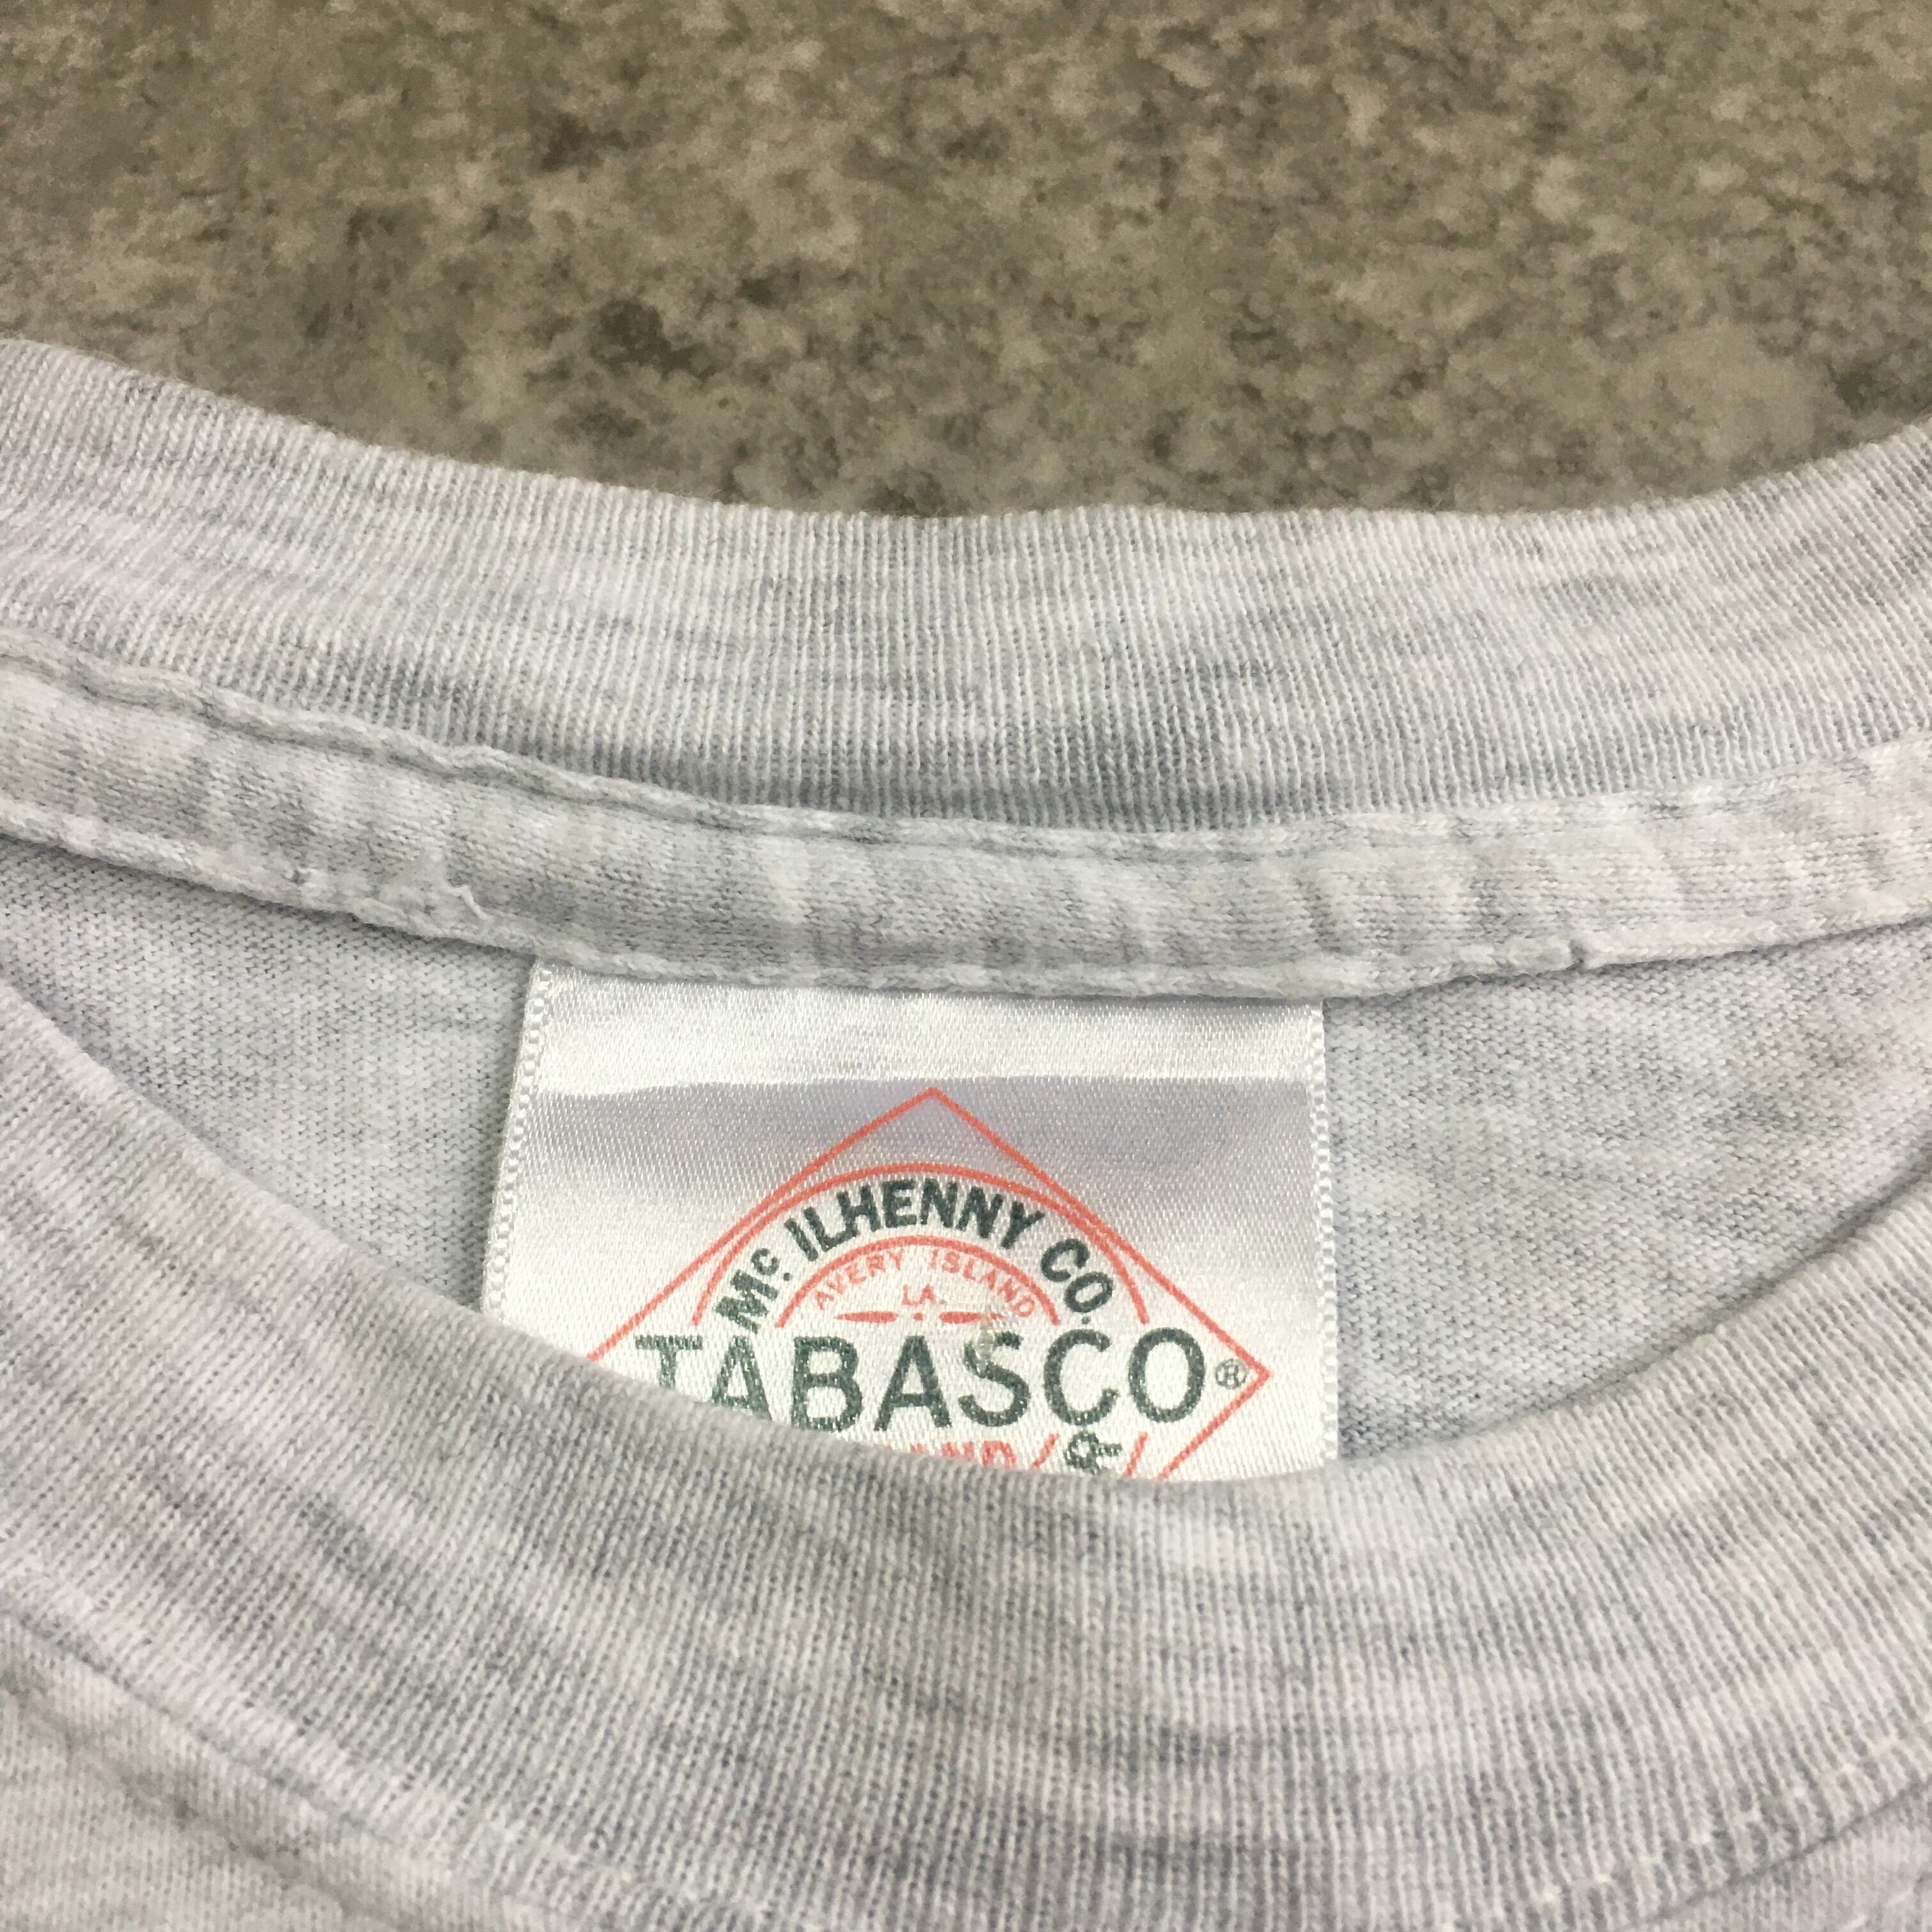 Mc. ILHENNY CO.
AVERY ISLAND
LA.
TABASCO®